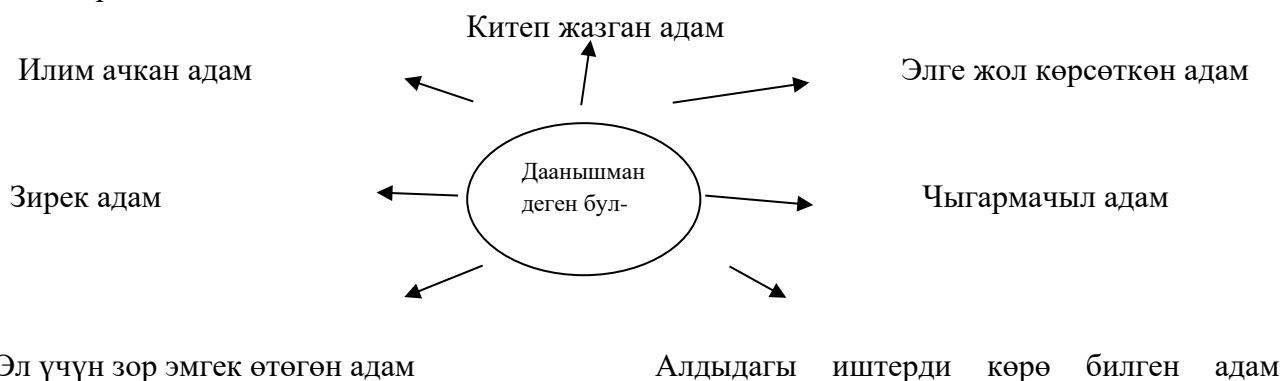 Китеп жазган адам
Илим ачкан адам
Элге жол көрсөткөн адам
Даанышман
деген бул-
Зирек адам
Чыгармачыл адам
Эл үчүн зор эмгек өтөгөн адам
Алдыдагы иштерди көрө билген адам